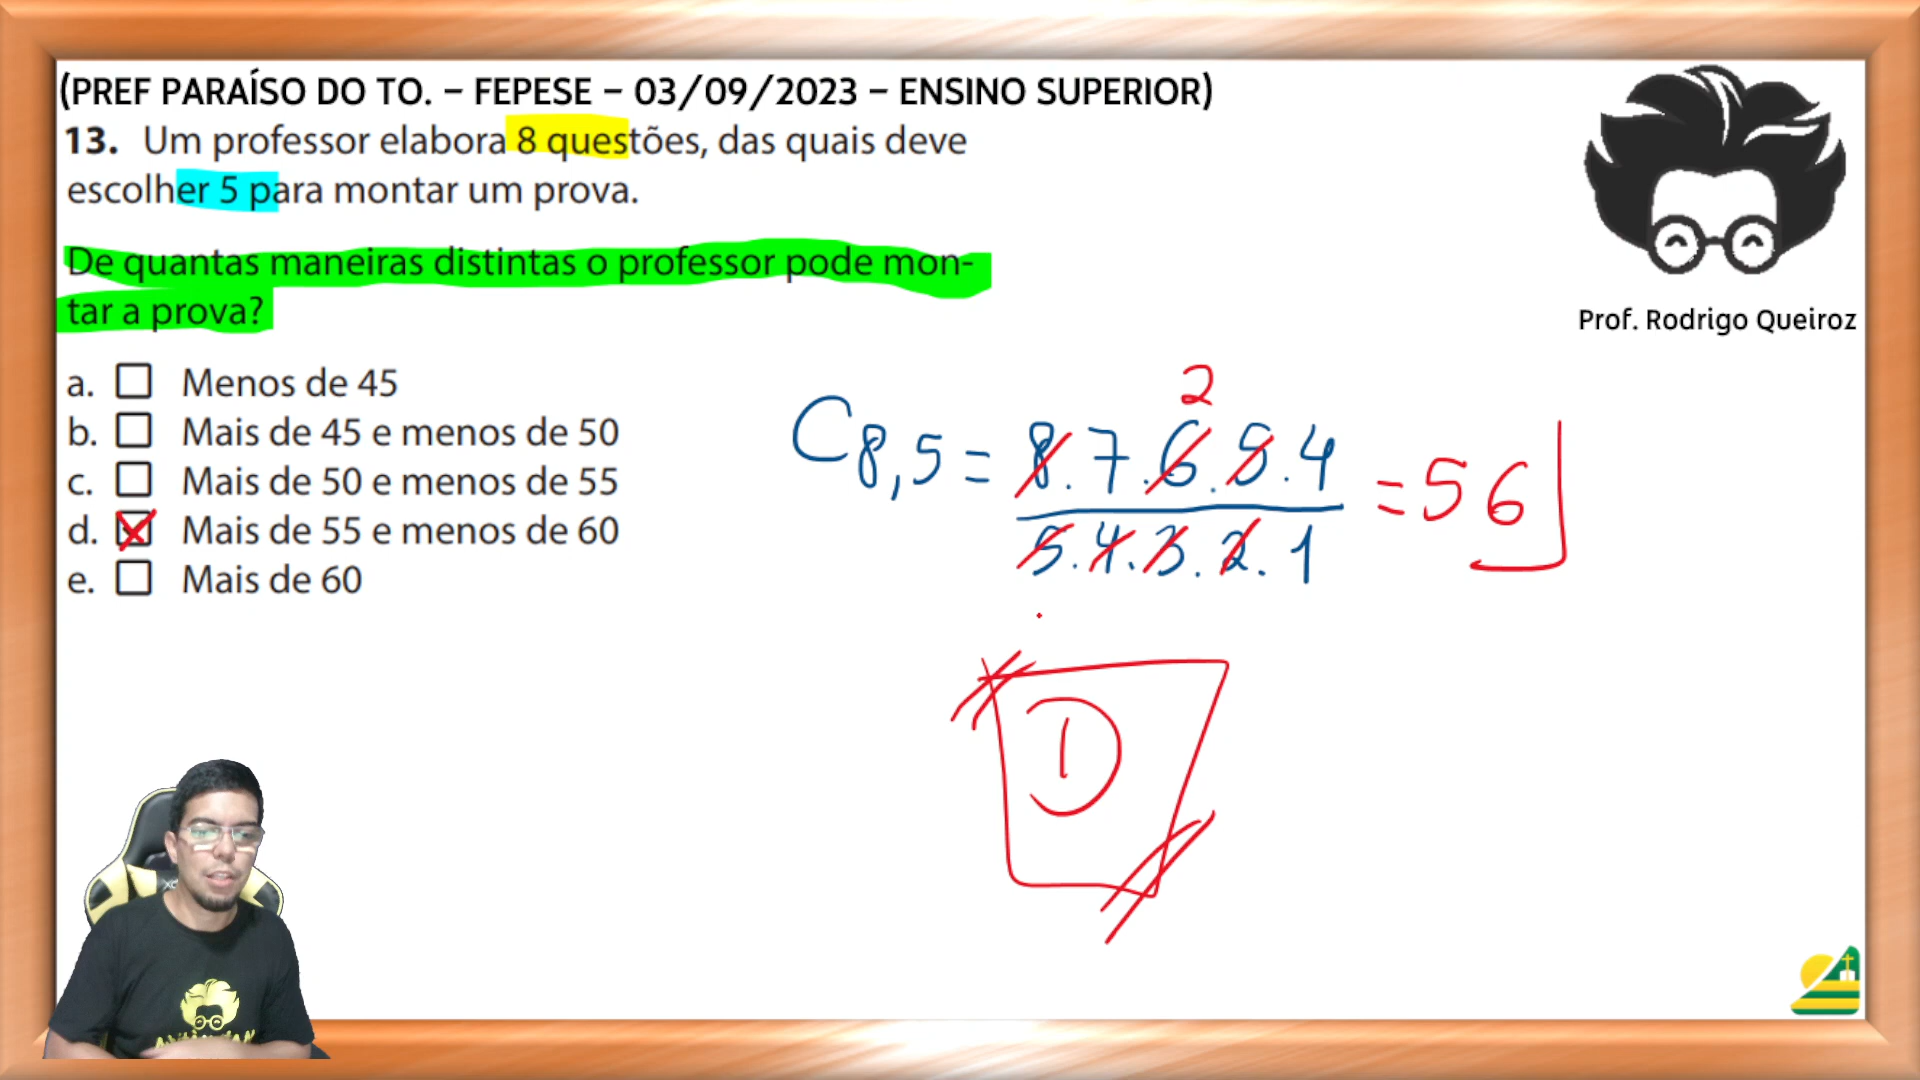 (PREF PARAÍSO DO TO. – FEPESE – 03/09/2023 – ENSINO SUPERIOR)
13. Um professor elabora 8 questões, das quais deve
escolher 5 para montar um prova.
De quantas maneiras distintas o professor pode mon-
tar a prova?
a. Menos de 45
b. Mais de 45 e menos de 50
c. Mais de 50 e menos de 55
d. Mais de 55 e menos de 60
e. Mais de 60
Prof. Rodrigo Queiroz
2
C8,5 = 8.7.6.5.4 = 56
5.4.3.2.1
D